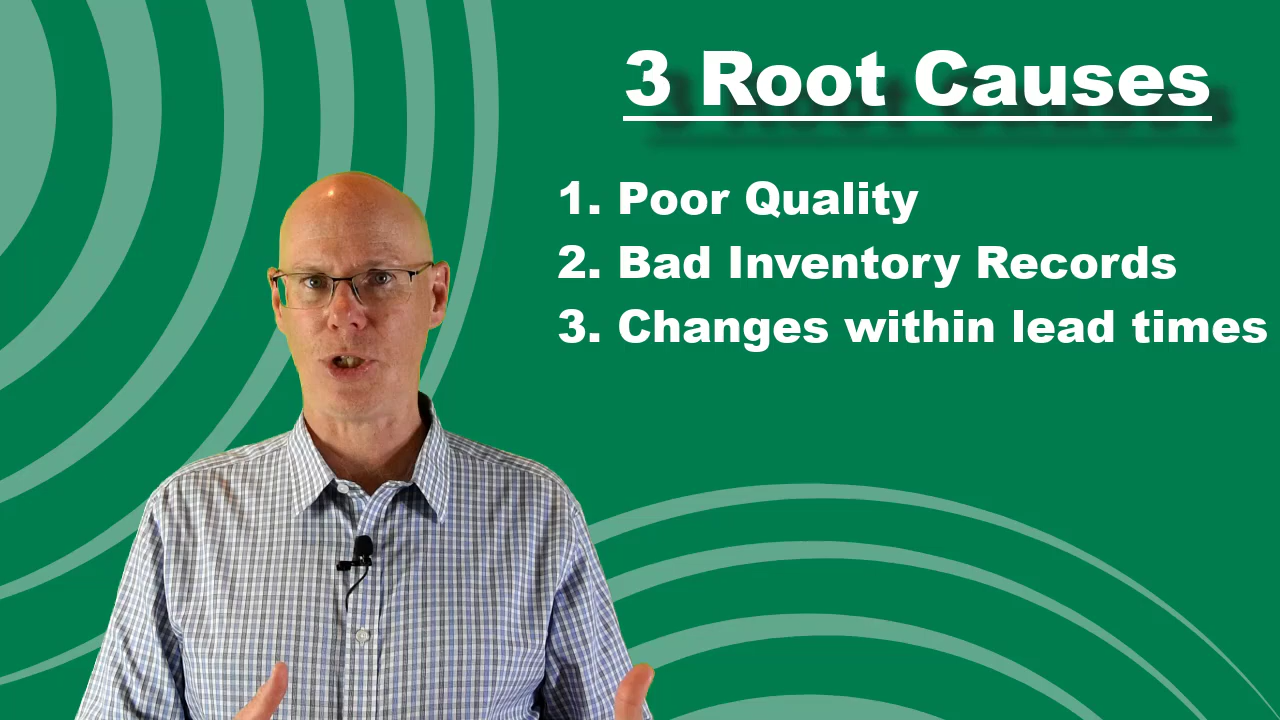 3 Root Causes
1. Poor Quality
2. Bad Inventory Records
3. Changes within lead times